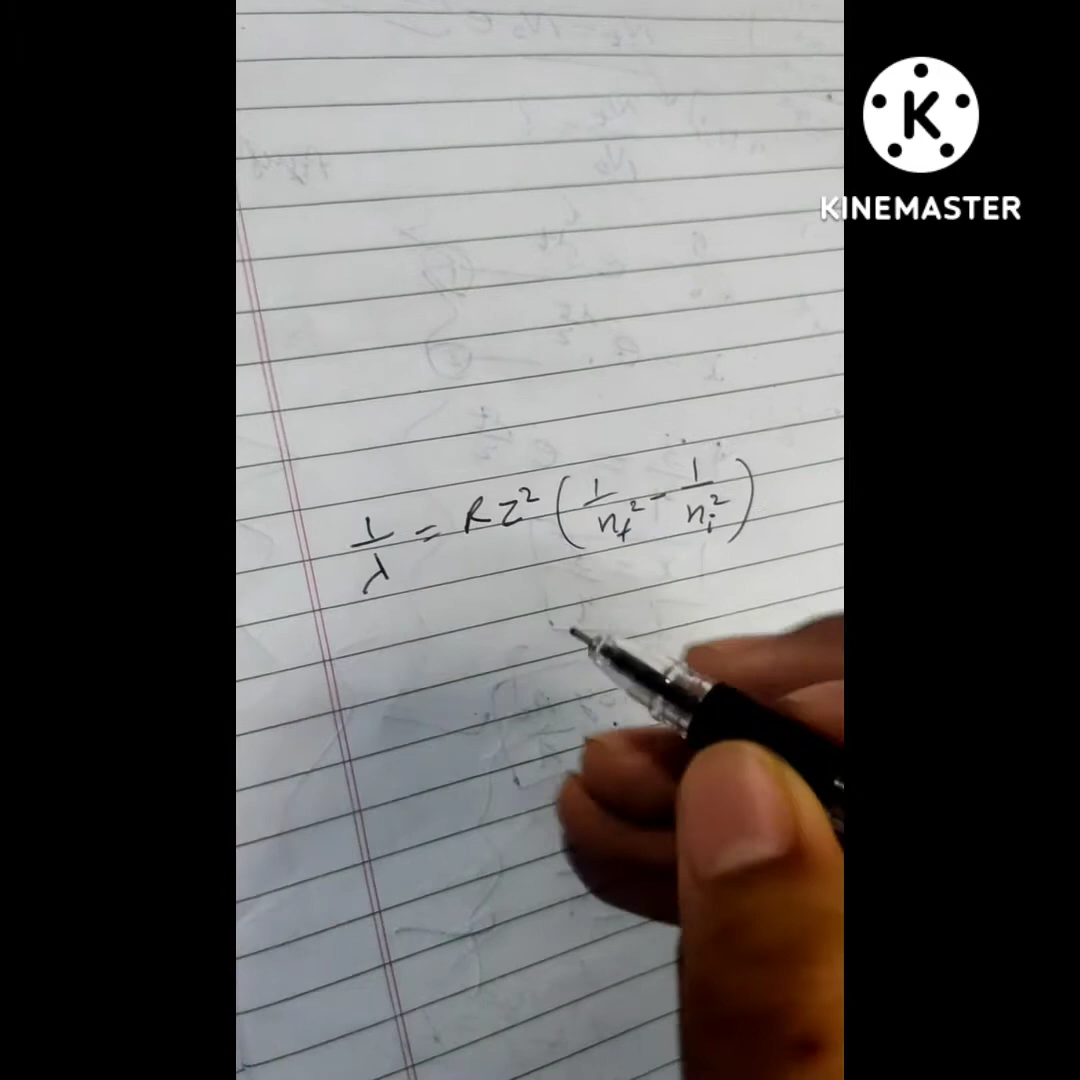 K
KINEMASTER
1/λ = RZ² (1/n_f² - 1/n_i²)